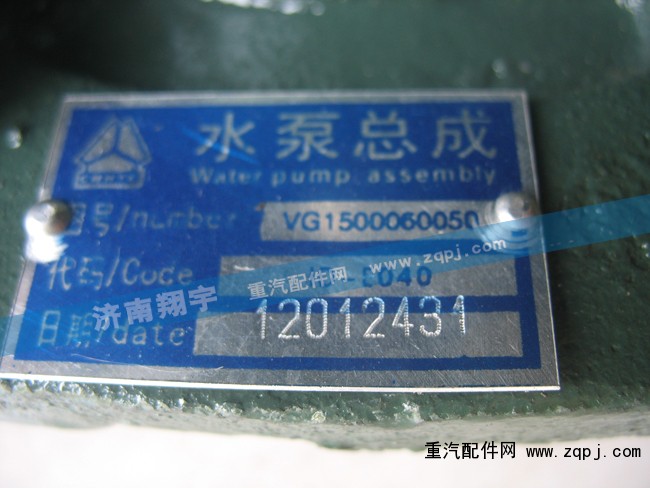 水泵总成
Water pump assembly
图号/number VG1500060050
代码/Code -E040
日期/date 12012431
重汽配件网 www.zqpj.com
济南翔宇
重汽配件网 www.zqpj.com